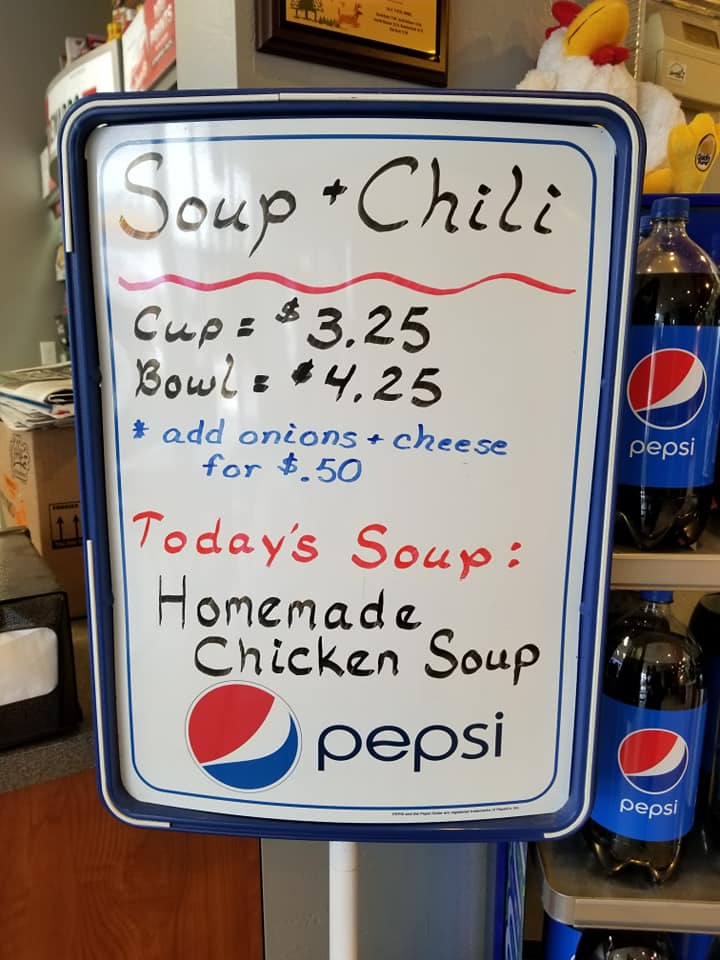 Soup + Chili
Cup = $3.25
Bowl = $4.25
* add onions + cheese
for $.50
Today's Soup:
Homemade
Chicken Soup
pepsi
pepsi
pepsi